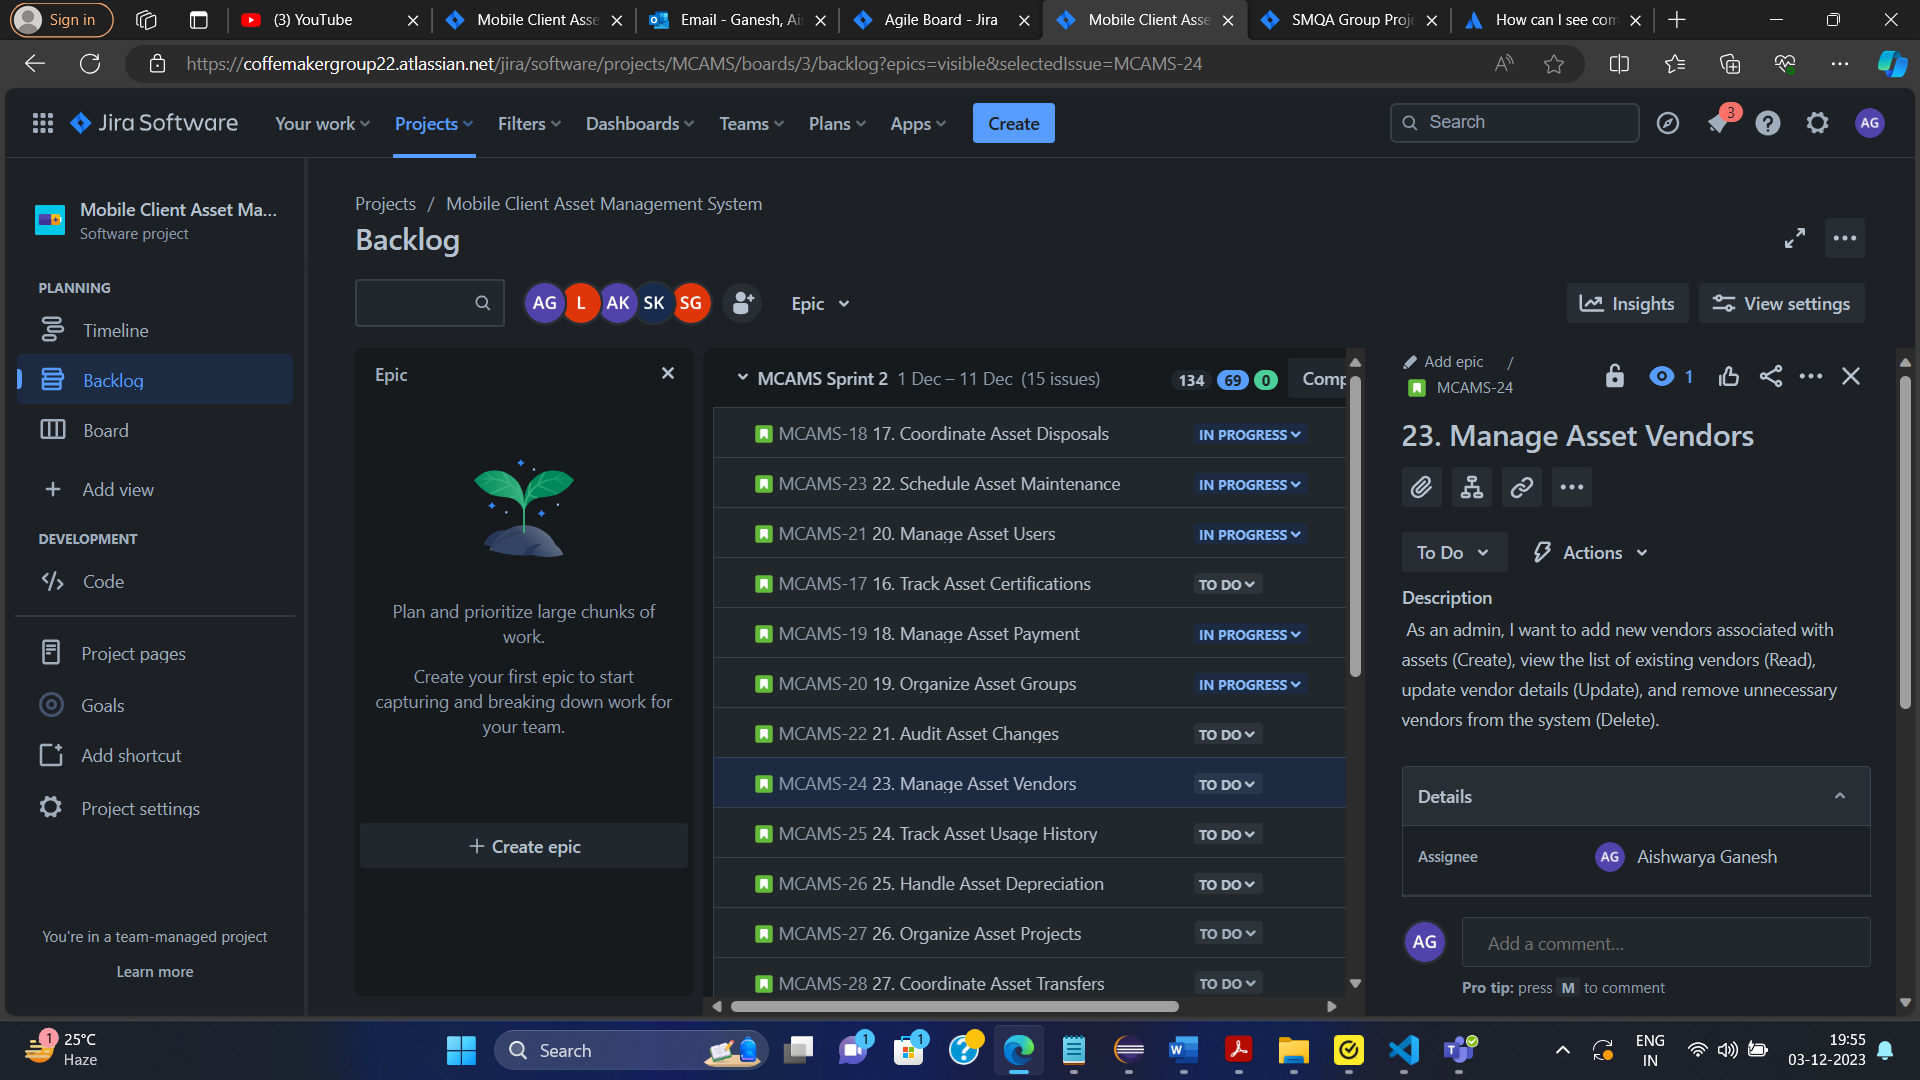 Sign in
(3) YouTube
Mobile Client Asse
Email - Ganesh, Ais
Agile Board - Jira
Mobile Client Asse
SMQA Group Proje
How can I see com
https://coffemakergroup22.atlassian.net/jira/software/projects/MCAMS/boards/3/backlog?epics=visible&selectedIssue=MCAMS-24
Jira Software
Your work
Projects
Filters
Dashboards
Teams
Plans
Apps
Create
Search
3
AG
Mobile Client Asset Ma...
Software project
Projects / Mobile Client Asset Management System
Backlog
PLANNING
Timeline
Backlog
Board
Add view
DEVELOPMENT
Code
Project pages
Goals
Add shortcut
Project settings
You're in a team-managed project
Learn more
AG L AK SK SG
Epic
Insights
View settings
Epic
Plan and prioritize large chunks of
work.
Create your first epic to start
capturing and breaking down work for
your team.
Create epic
MCAMS Sprint 2 1 Dec – 11 Dec (15 issues) 134 69 0 Comp
MCAMS-18 17. Coordinate Asset Disposals IN PROGRESS
MCAMS-23 22. Schedule Asset Maintenance IN PROGRESS
MCAMS-21 20. Manage Asset Users IN PROGRESS
MCAMS-17 16. Track Asset Certifications TO DO
MCAMS-19 18. Manage Asset Payment IN PROGRESS
MCAMS-20 19. Organize Asset Groups IN PROGRESS
MCAMS-22 21. Audit Asset Changes TO DO
MCAMS-24 23. Manage Asset Vendors TO DO
MCAMS-25 24. Track Asset Usage History TO DO
MCAMS-26 25. Handle Asset Depreciation TO DO
MCAMS-27 26. Organize Asset Projects TO DO
MCAMS-28 27. Coordinate Asset Transfers TO DO
Add epic /
MCAMS-24
1
23. Manage Asset Vendors
To Do
Actions
Description
As an admin, I want to add new vendors associated with
assets (Create), view the list of existing vendors (Read),
update vendor details (Update), and remove unnecessary
vendors from the system (Delete).
Details
Assignee
AG Aishwarya Ganesh
AG
Add a comment...
Pro tip: press M to comment
1
25°C
Haze
Search
1
1
ENG
IN
19:55
03-12-2023